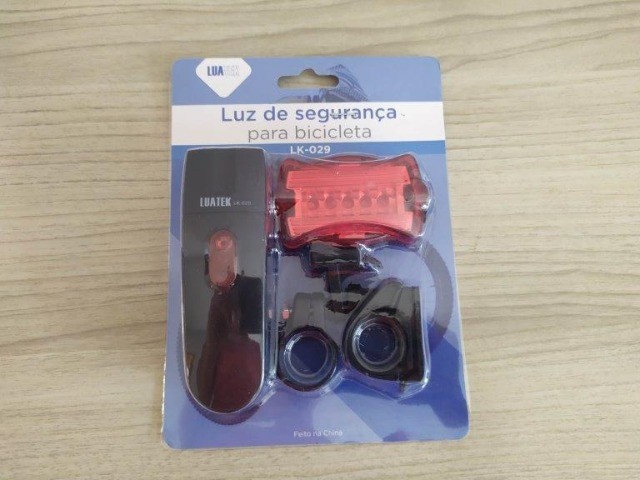 LUATEK
Luz de segurança
para bicicleta
LK-029
LUATEK
Feito na China